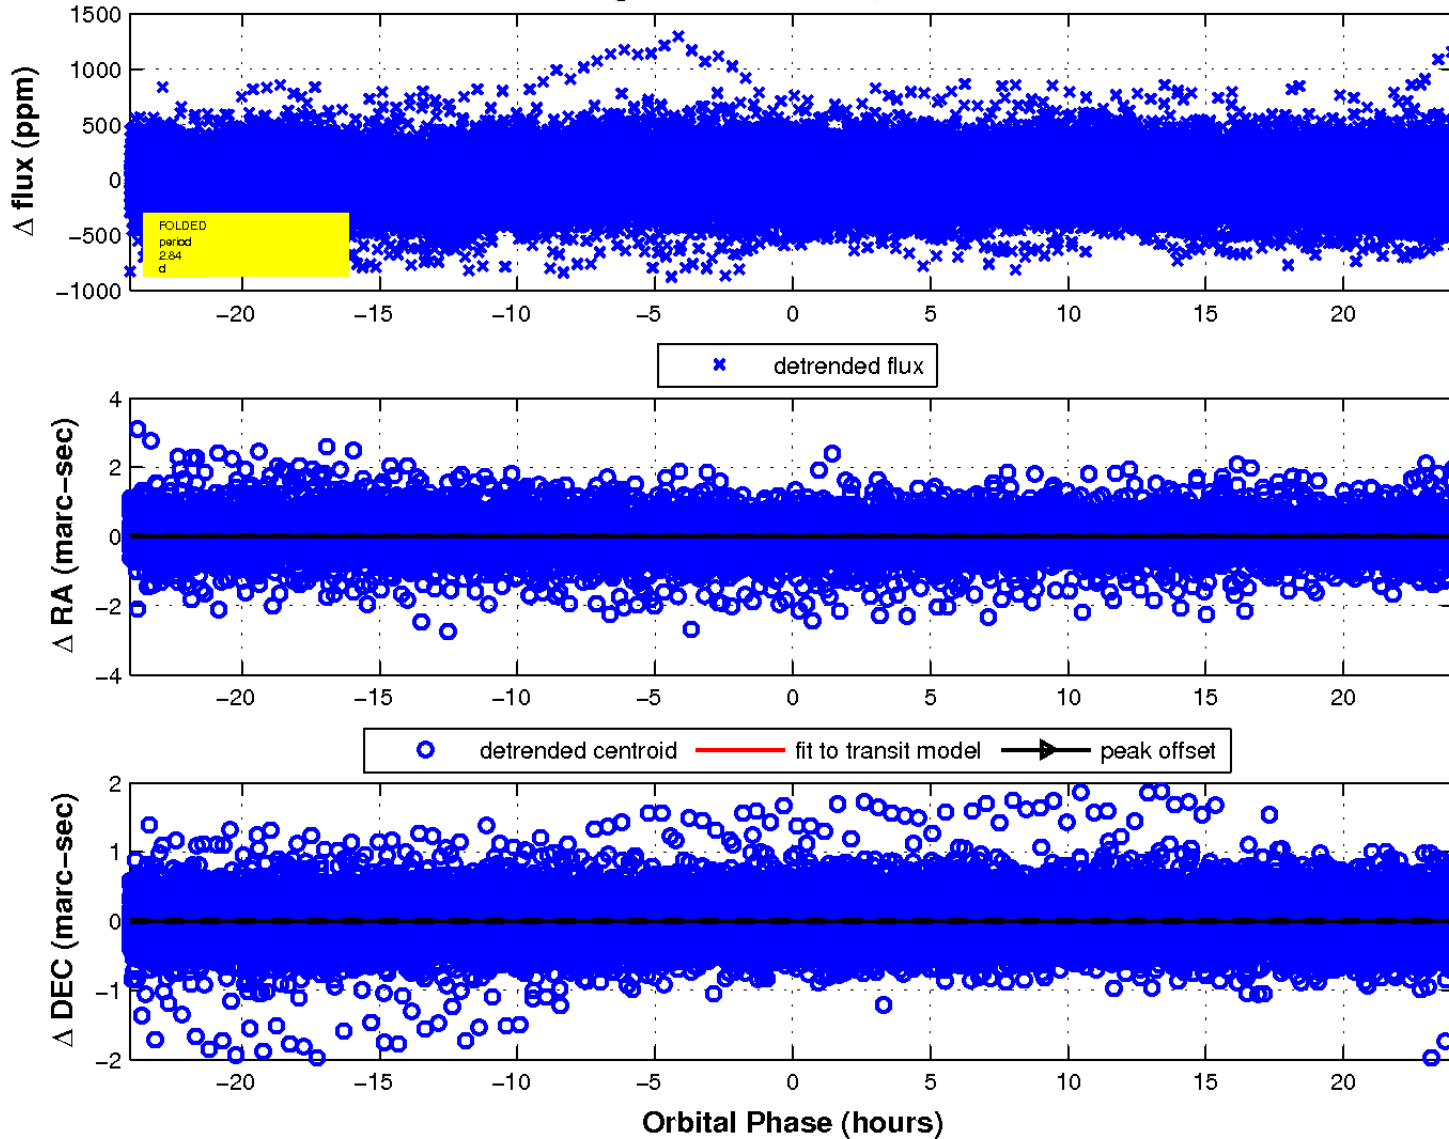 1500
1000
500
0
−500
−1000
Δ flux (ppm)
FOLDED
period
2.84
d
−20 −15 −10 −5 0 5 10 15 20
detrended flux
4
2
0
−2
−4
Δ RA (marc−sec)
−20 −15 −10 −5 0 5 10 15 20
detrended centroid fit to transit model peak offset
2
1
0
−1
−2
Δ DEC (marc−sec)
−20 −15 −10 −5 0 5 10 15 20
Orbital Phase (hours)